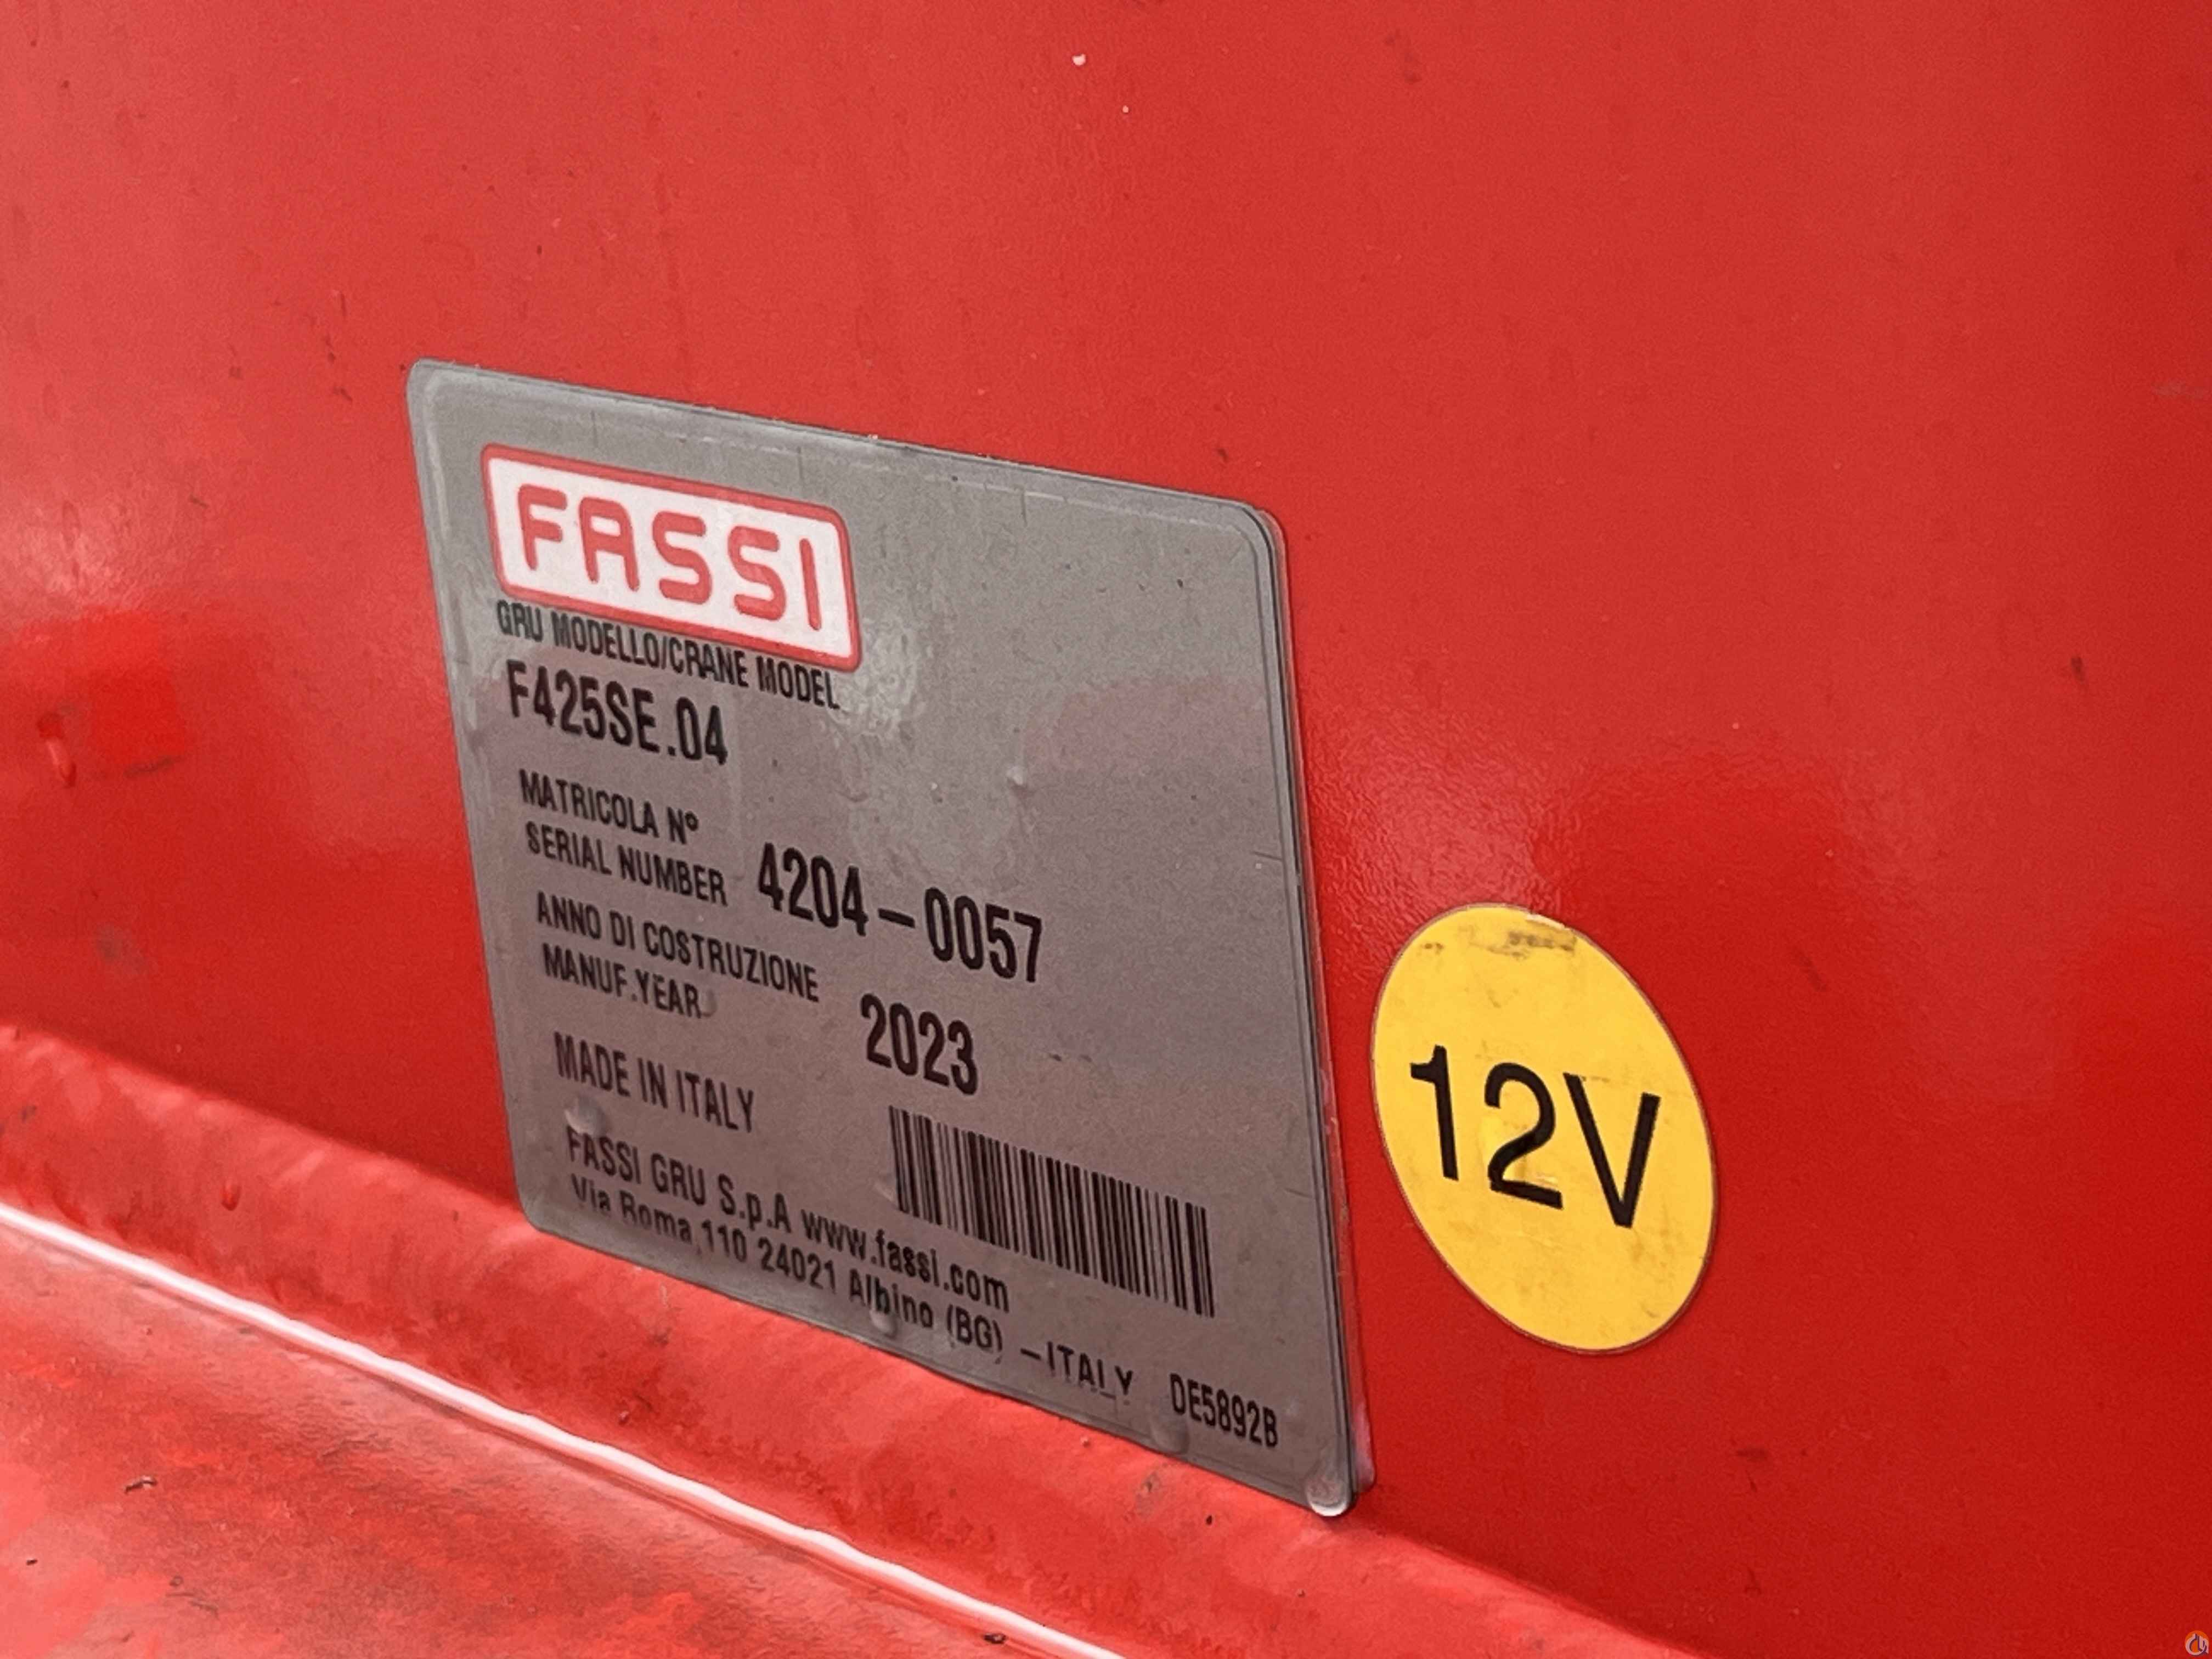 FASSI
GRU MODELLO/CRANE MODEL
F425SE.04
MATRICOLA N°
SERIAL NUMBER 4204-0057
ANNO DI COSTRUZIONE
MANUF.YEAR 2023
MADE IN ITALY
FASSI GRU S.p.A www.fassi.com
Via Roma,110 24021 Albino (BG) -ITALY DE5892B
12V